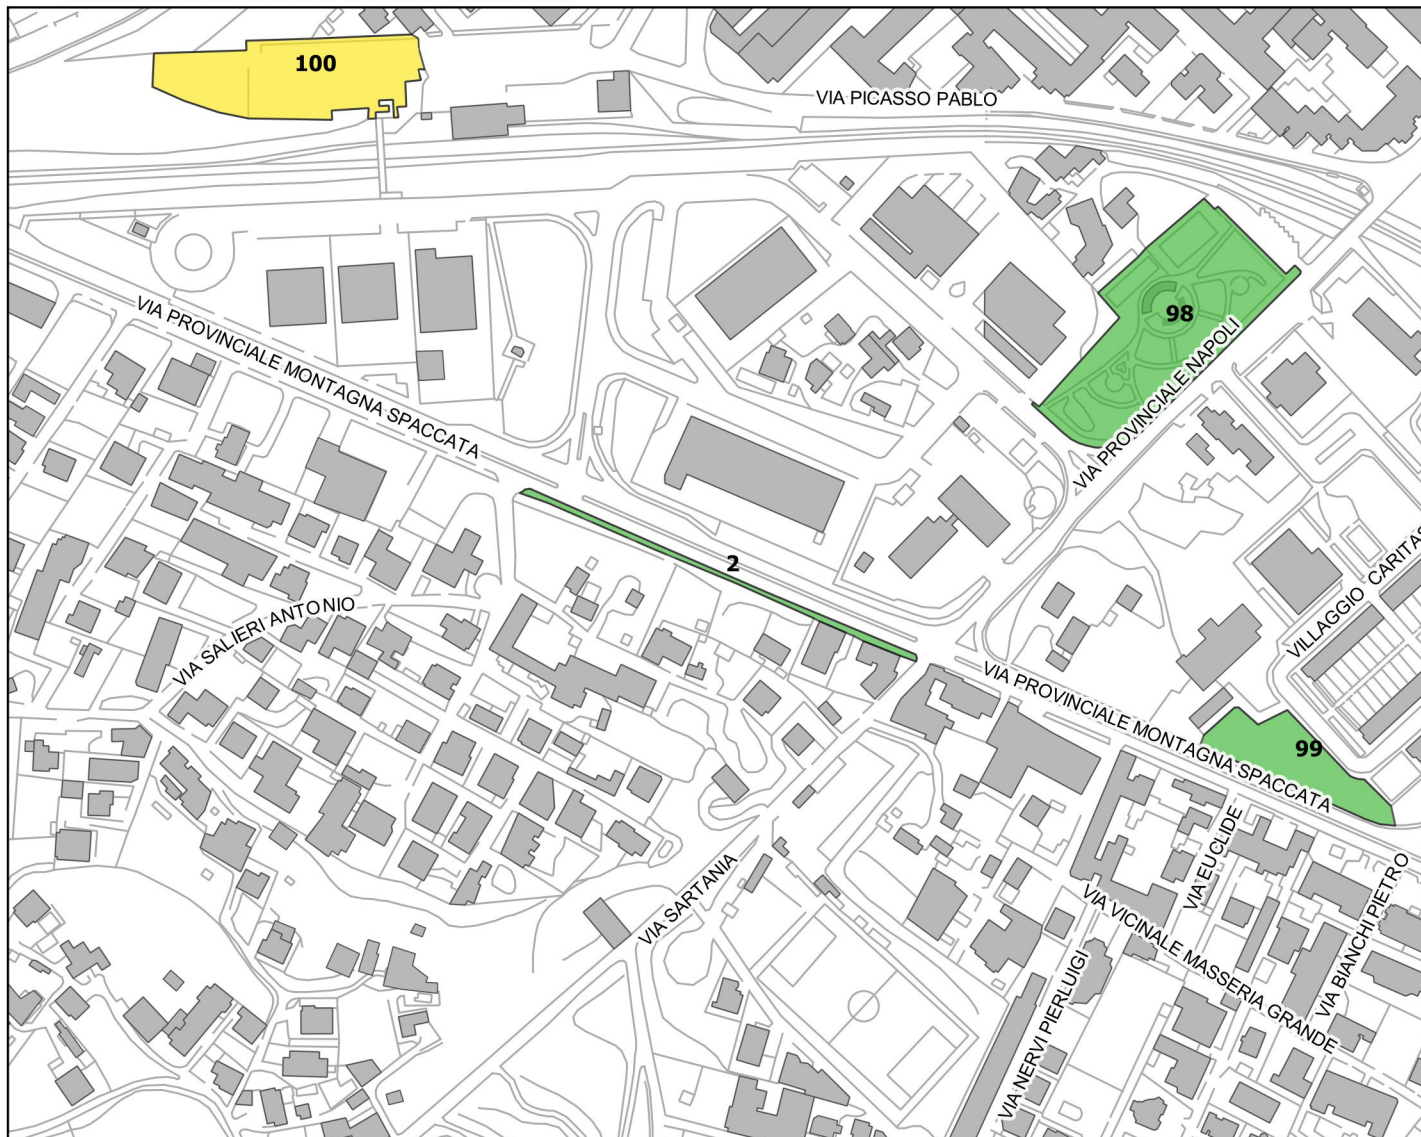 100
VIA PICASSO PABLO
98
VIA PROVINCIALE NAPOLI
VIA PROVINCIALE MONTAGNA SPACCATA
2
VILLAGGIO CARITAS
VIA SALIERI ANTONIO
VIA PROVINCIALE MONTAGNA SPACCATA
99
VIA EUCLIDE
VIA SARTANIA
VIA BIANCHI PIETRO
VIA VICINALE MASSERIA GRANDE
VIA NERVI PIERLUIGI